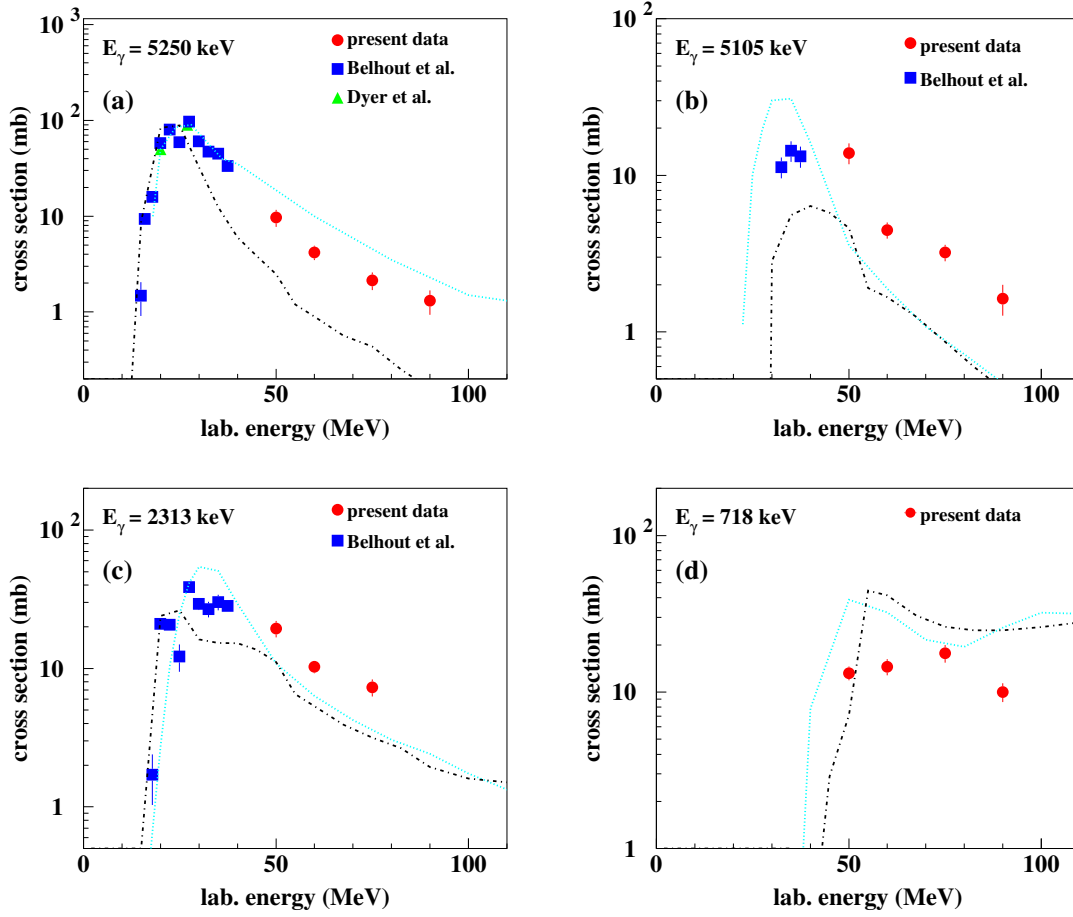 E_γ = 5250 keV
present data
Belhout et al.
Dyer et al.
(a)
10^3
10^2
10
1
cross section (mb)
0 50 100
lab. energy (MeV)
E_γ = 5105 keV
present data
Belhout et al.
(b)
10^2
10
1
cross section (mb)
0 50 100
lab. energy (MeV)
E_γ = 2313 keV
present data
Belhout et al.
(c)
10^2
10
1
cross section (mb)
0 50 100
lab. energy (MeV)
E_γ = 718 keV
present data
(d)
10^2
10
1
cross section (mb)
0 50 100
lab. energy (MeV)